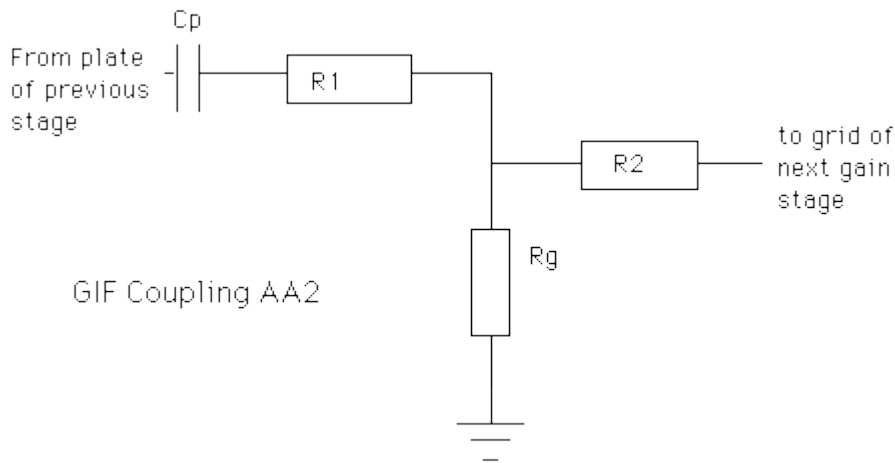 Cp
From plate
of previous
stage
R1
to grid of
next gain
stage
R2
Rg
GIF Coupling AA2